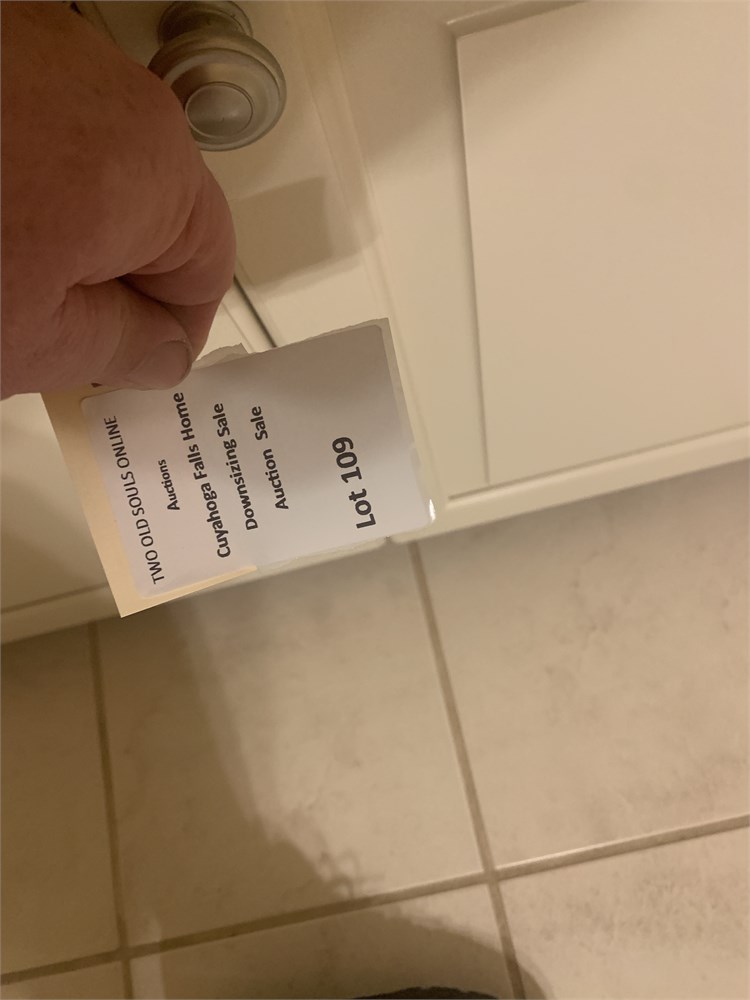 TWO OLD SOULS ONLINE
Auctions
Cuyahoga Falls Home
Downsizing Sale
Auction Sale
Lot 109